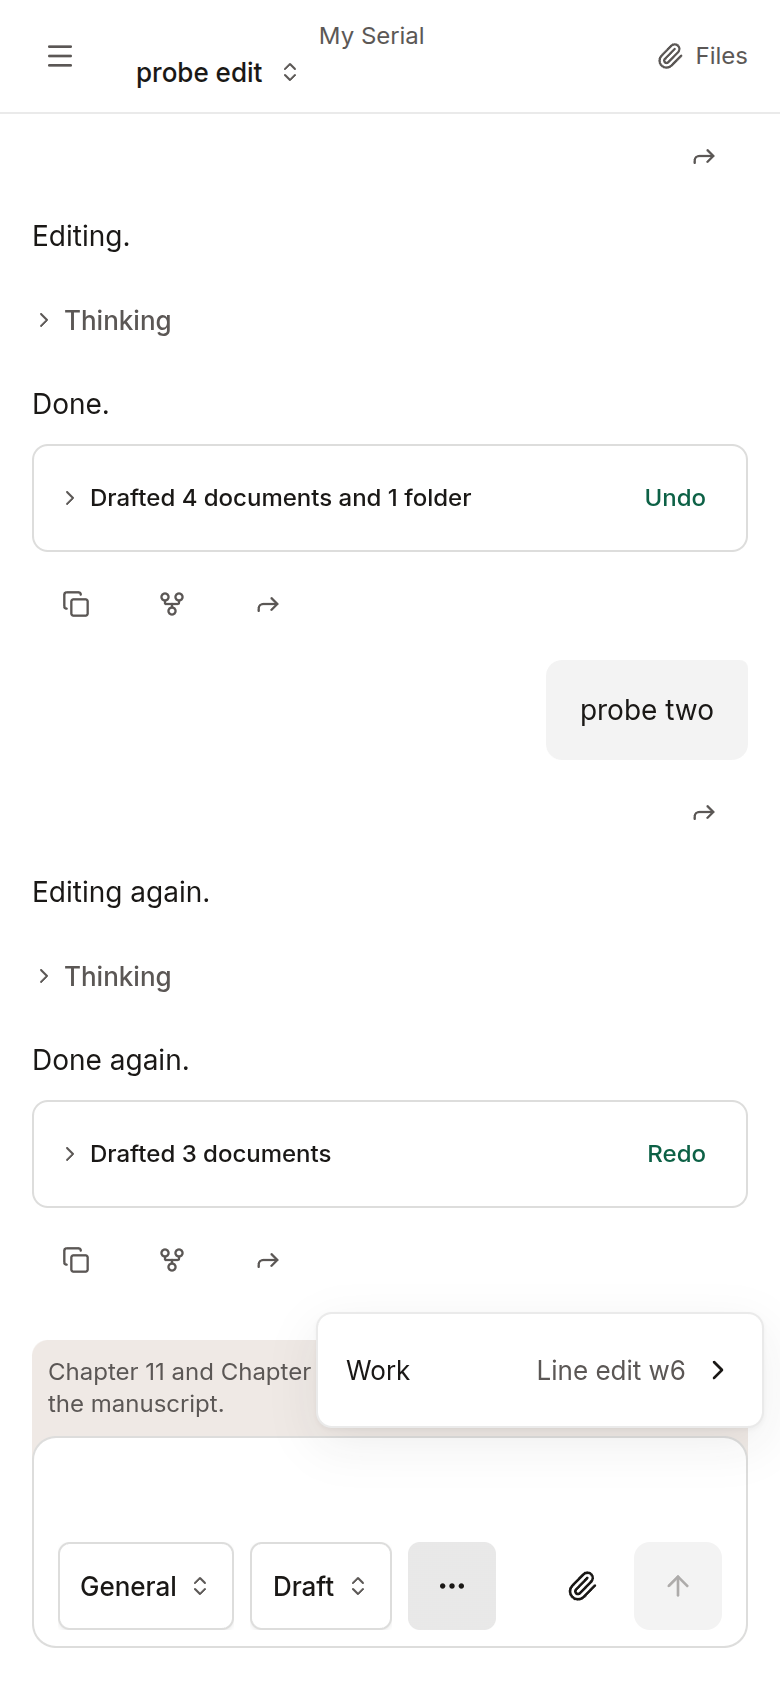 My Serial
probe edit
Files
Editing.
Thinking
Done.
Drafted 4 documents and 1 folder
Undo
probe two
Editing again.
Thinking
Done again.
Drafted 3 documents
Redo
Chapter 11 and Chapter
the manuscript.
Work
Line edit w6
General
Draft